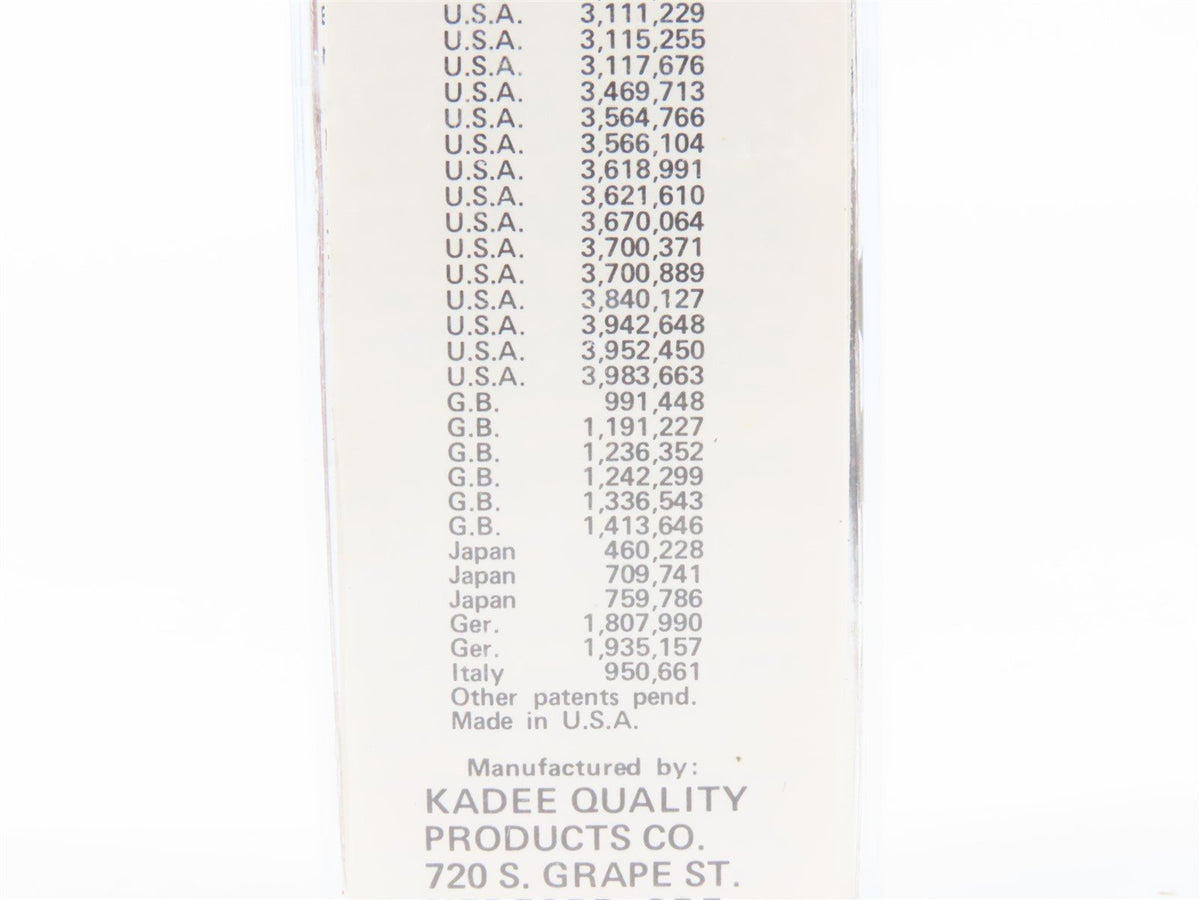 U.S.A. 3,111,229
U.S.A. 3,115,255
U.S.A. 3,117,676
U.S.A. 3,469,713
U.S.A. 3,564,766
U.S.A. 3,566,104
U.S.A. 3,618,991
U.S.A. 3,621,610
U.S.A. 3,670,064
U.S.A. 3,700,371
U.S.A. 3,700,889
U.S.A. 3,840,127
U.S.A. 3,942,648
U.S.A. 3,952,450
U.S.A. 3,983,663
G.B. 991,448
G.B. 1,191,227
G.B. 1,236,352
G.B. 1,242,299
G.B. 1,336,543
G.B. 1,413,646
Japan 460,228
Japan 709,741
Japan 759,786
Ger. 1,807,990
Ger. 1,935,157
Italy 950,661
Other patents pend.
Made in U.S.A.
Manufactured by:
KADEE QUALITY
PRODUCTS CO.
720 S. GRAPE ST.